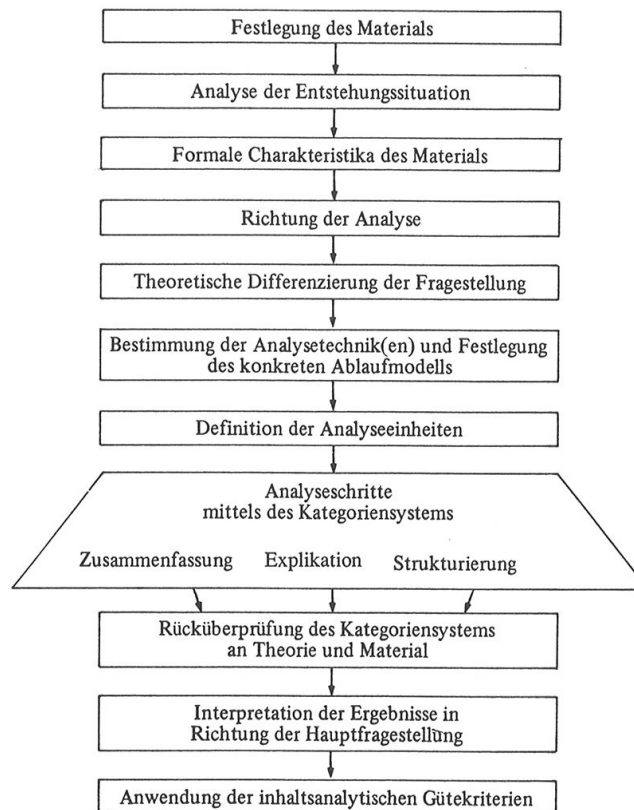 Festlegung des Materials
Analyse der Entstehungssituation
Formale Charakteristika des Materials
Richtung der Analyse
Theoretische Differenzierung der Fragestellung
Bestimmung der Analysetechnik(en) und Festlegung
des konkreten Ablaufmodells
Definition der Analyseeinheiten
Analyseschritte
mittels des Kategoriensystems
Zusammenfassung Explikation Strukturierung
Rücküberprüfung des Kategoriensystems
an Theorie und Material
Interpretation der Ergebnisse in
Richtung der Hauptfragestellung
Anwendung der inhaltsanalytischen Gütekriterien